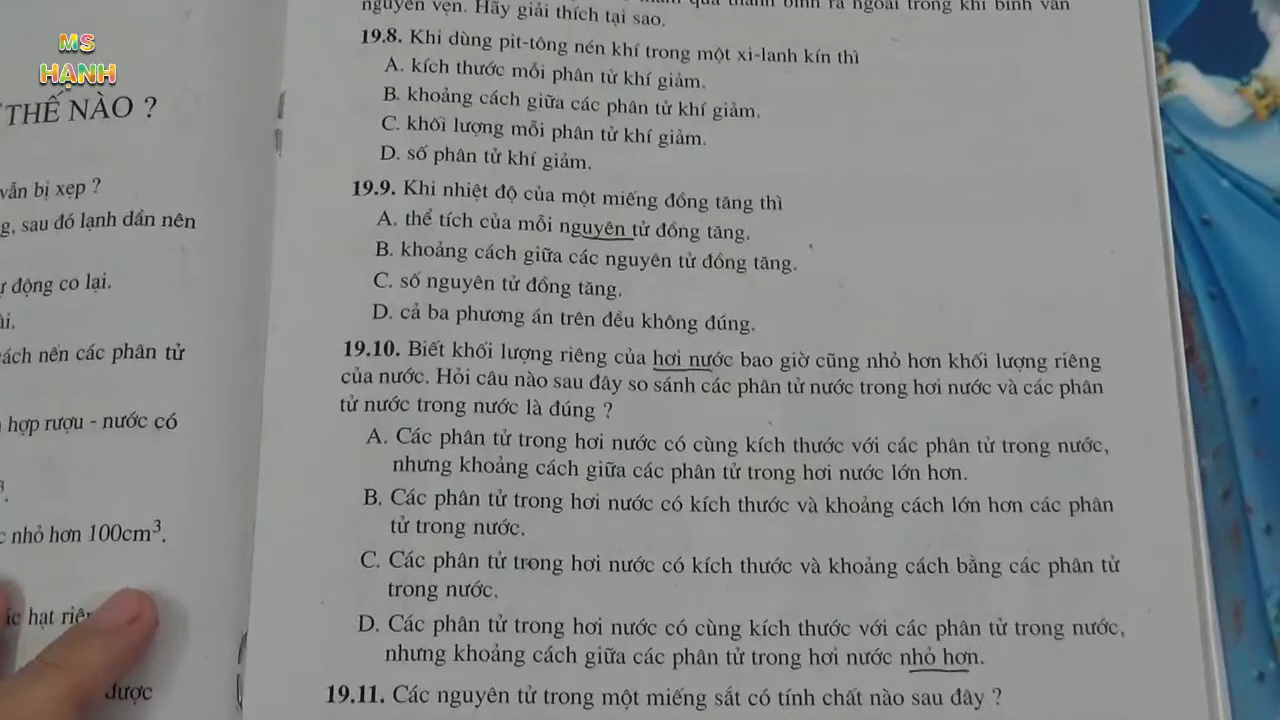 MS
HẠNH
THẾ NÀO ?
vẫn bị xẹp ?
g, sau đó lạnh dần nên
ự động co lại.
ách nên các phân tử
hợp rượu - nước có
nhỏ hơn 100cm³.
hạt
được
nguyên vẹn. Hãy giải thích tại sao.
19.8. Khi dùng pit-tông nén khí trong một xi-lanh kín thì
A. kích thước mỗi phân tử khí giảm.
B. khoảng cách giữa các phân tử khí giảm.
C. khối lượng mỗi phân tử khí giảm.
D. số phân tử khí giảm.
19.9. Khi nhiệt độ của một miếng đồng tăng thì
A. thể tích của mỗi nguyên tử đồng tăng.
B. khoảng cách giữa các nguyên tử đồng tăng.
C. số nguyên tử đồng tăng.
D. cả ba phương án trên đều không đúng.
19.10. Biết khối lượng riêng của hơi nước bao giờ cũng nhỏ hơn khối lượng riêng
của nước. Hỏi câu nào sau đây so sánh các phân tử nước trong hơi nước và các phân
tử nước trong nước là đúng ?
A. Các phân tử trong hơi nước có cùng kích thước với các phân tử trong nước,
nhưng khoảng cách giữa các phân tử trong hơi nước lớn hơn.
B. Các phân tử trong hơi nước có kích thước và khoảng cách lớn hơn các phân
tử trong nước.
C. Các phân tử trong hơi nước có kích thước và khoảng cách bằng các phân tử
trong nước.
D. Các phân tử trong hơi nước có cùng kích thước với các phân tử trong nước,
nhưng khoảng cách giữa các phân tử trong hơi nước nhỏ hơn.
19.11. Các nguyên tử trong một miếng sắt có tính chất nào sau đây ?